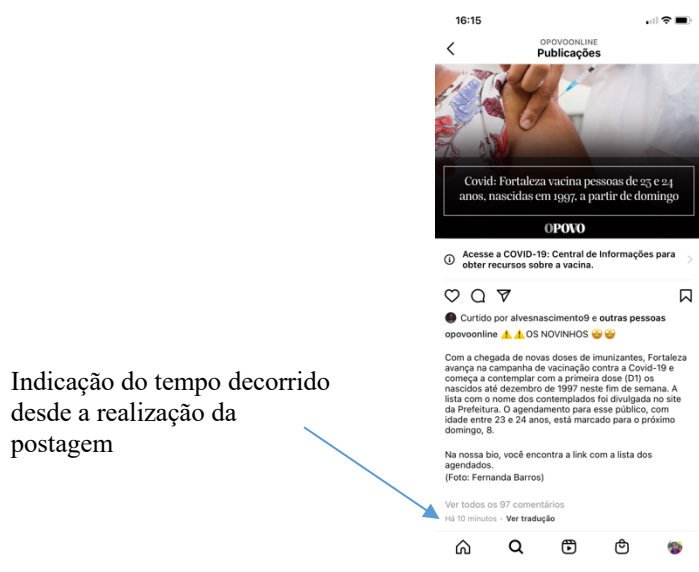 Indicação do tempo decorrido
desde a realização da
postagem
16:15
OPOVOONLINE
Publicações
Covid: Fortaleza vacina pessoas de 23 e 24
anos, nascidas em 1997, a partir de domingo
OPOVO
Acesse a COVID-19: Central de Informações para
obter recursos sobre a vacina.
Curtido por alvesnascimento9 e outras pessoas
opovoonline ⚠️⚠️OS NOVINHOS 🤩🤩
Com a chegada de novas doses de imunizantes, Fortaleza
avança na campanha de vacinação contra a Covid-19 e
começa a contemplar com a primeira dose (D1) os
nascidos até dezembro de 1997 neste fim de semana. A
lista com o nome dos contemplados foi divulgada no site
da Prefeitura. O agendamento para esse público, com
idade entre 23 e 24 anos, está marcado para o próximo
domingo, 8.
Na nossa bio, você encontra a link com a lista dos
agendados.
(Foto: Fernanda Barros)
Ver todos os 97 comentários
Há 10 minutos · Ver tradução